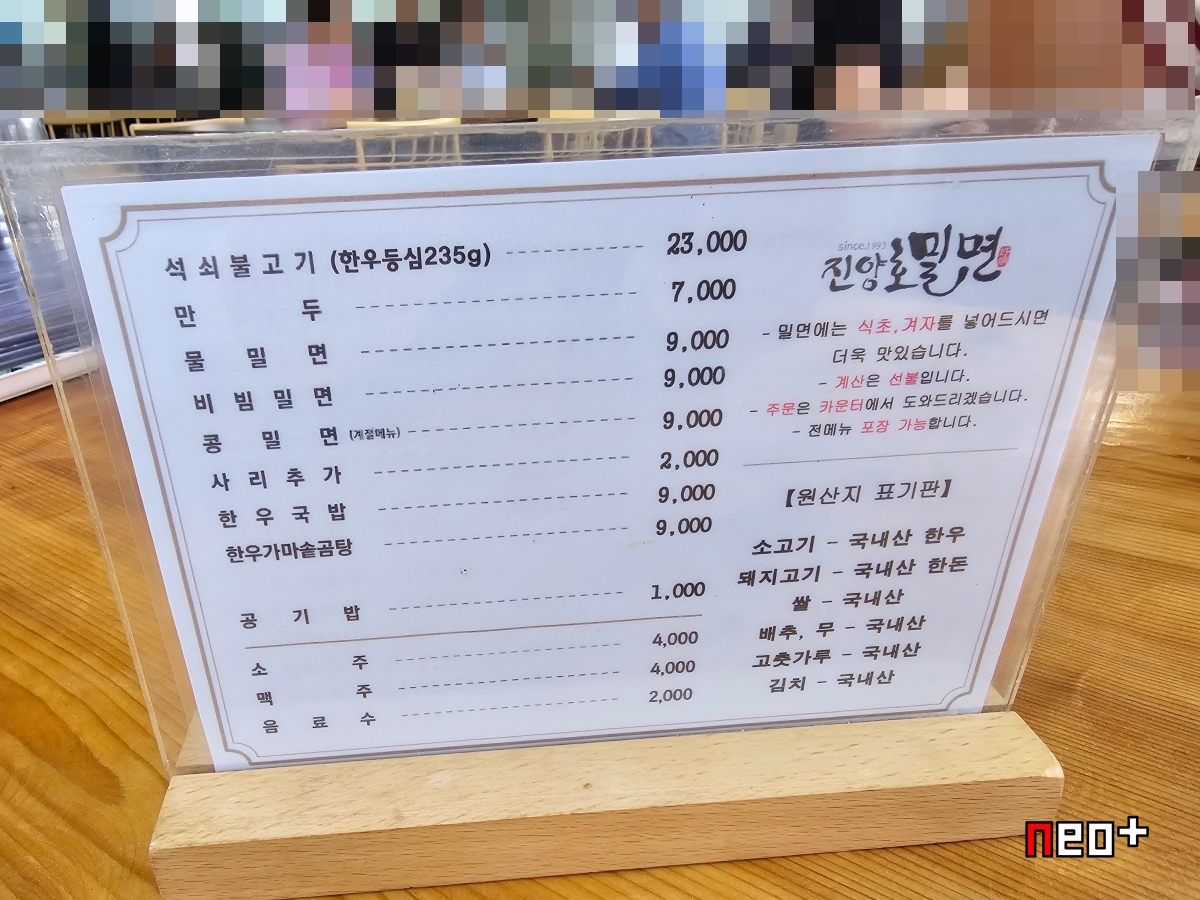 석쇠불고기 (한우등심235g) 23,000
만두 7,000
물밀면 9,000
비빔밀면 9,000
콩밀면 (계절메뉴) 9,000
사리추가 2,000
한우국밥 9,000
한우가마솥곰탕 9,000
공기밥 1,000
소주 4,000
맥주 4,000
음료수 2,000
since.1993
진양호밀면
- 밀면에는 식초,겨자를 넣어드시면
더욱 맛있습니다.
- 계산은 선불입니다.
- 주문은 카운터에서 도와드리겠습니다.
- 전메뉴 포장 가능합니다.
【원산지 표기판】
소고기 - 국내산 한우
돼지고기 - 국내산 한돈
쌀 - 국내산
배추, 무 - 국내산
고춧가루 - 국내산
김치 - 국내산
neo+